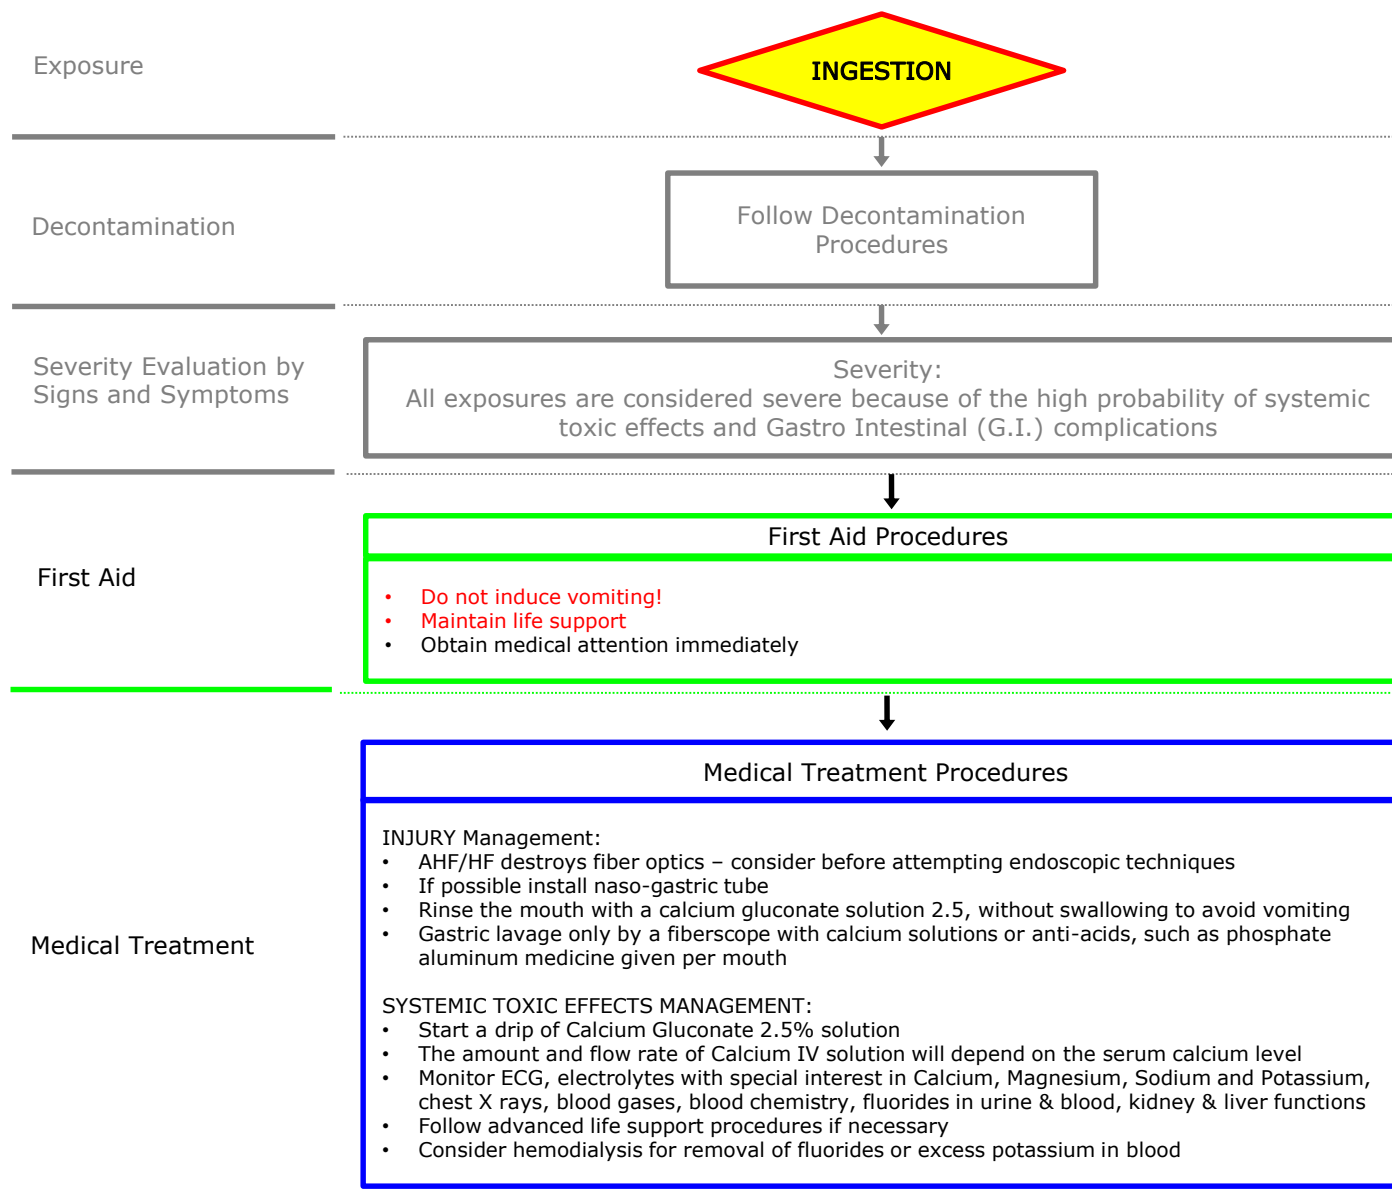 Exposure
INGESTION
Decontamination
Follow Decontamination
Procedures
Severity Evaluation by
Signs and Symptoms
Severity:
All exposures are considered severe because of the high probability of systemic
toxic effects and Gastro Intestinal (G.I.) complications
First Aid
First Aid Procedures
• Do not induce vomiting!
• Maintain life support
• Obtain medical attention immediately
Medical Treatment
Medical Treatment Procedures
INJURY Management:
• AHF/HF destroys fiber optics – consider before attempting endoscopic techniques
• If possible install naso-gastric tube
• Rinse the mouth with a calcium gluconate solution 2.5, without swallowing to avoid vomiting
• Gastric lavage only by a fiberscope with calcium solutions or anti-acids, such as phosphate
aluminum medicine given per mouth
SYSTEMIC TOXIC EFFECTS MANAGEMENT:
• Start a drip of Calcium Gluconate 2.5% solution
• The amount and flow rate of Calcium IV solution will depend on the serum calcium level
• Monitor ECG, electrolytes with special interest in Calcium, Magnesium, Sodium and Potassium,
chest X rays, blood gases, blood chemistry, fluorides in urine & blood, kidney & liver functions
• Follow advanced life support procedures if necessary
• Consider hemodialysis for removal of fluorides or excess potassium in blood